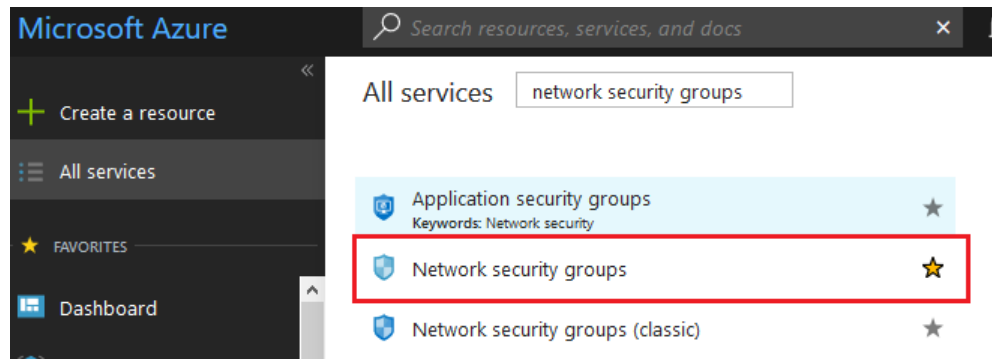 Microsoft Azure
Search resources, services, and docs
Create a resource
All services
FAVORITES
Dashboard
All services
network security groups
Application security groups
Keywords: Network security
Network security groups
Network security groups (classic)